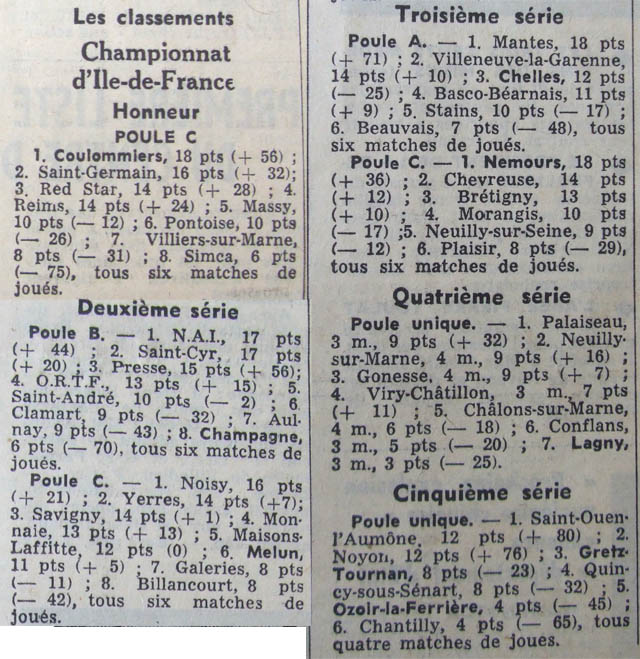 Les classements
Championnat
d'Ile-de-France
Honneur
POULE C
1. Coulommiers, 18 pts (+ 56) ;
2. Saint-Germain, 16 pts (+ 32);
3. Red Star, 14 pts (+ 28) ; 4.
Reims, 14 pts (+ 24) ; 5. Massy,
10 pts (— 12) ; 6. Pontoise, 10 pts
(— 26) ; 7. Villiers-sur-Marne,
8 pts (— 31) ; 8. Simca, 6 pts
(— 75), tous six matches de
joués.
Deuxième série
Poule B. — 1. N.A.I., 17 pts
(+ 44) ; 2. Saint-Cyr, 17 pts
(+ 20) ; 3. Presse, 15 pts (+ 56);
4. O.R.T.F., 13 pts (+ 15) ; 5.
Saint-André, 10 pts (— 2) ; 6.
Clamart, 9 pts (— 32) ; 7. Aul-
nay, 9 pts (— 43) ; 8. Champagne,
6 pts (— 70), tous six matches de
joués.
Poule C. — 1. Noisy, 16 pts
(+ 21) ; 2. Yerres, 14 pts (+7);
3. Savigny, 14 pts (+ 1) ; 4. Mon-
naie, 13 pts (+ 13) ; 5. Maisons-
Laffitte, 12 pts (0) ; 6. Melun,
11 pts (+ 5) ; 7. Galeries, 8 pts
(— 11) ; 8. Billancourt, 8 pts
(— 42), tous six matches de
joués.
Troisième série
Poule A. — 1. Mantes, 18 pts
(+ 71) ; 2. Villeneuve-la-Garenne,
14 pts (+ 10) ; 3. Chelles, 12 pts
(— 25) ; 4. Basco-Béarnais, 11 pts
(+ 9) ; 5. Stains, 10 pts (— 17) ;
6. Beauvais, 7 pts (— 48), tous
six matches de joués.
Poule C. — 1. Nemours, 18 pts
(+ 36) ; 2. Chevreuse, 14 pts
(+ 12) ; 3. Brétigny, 13 pts
(+ 10) ; 4. Morangis, 10 pts
(— 17) ;5. Neuilly-sur-Seine, 9 pts
(— 12) ; 6. Plaisir, 8 pts (— 29),
tous six matches de joués.
Quatrième série
Poule unique. — 1. Palaiseau,
3 m., 9 pts (+ 32) ; 2. Neuilly-
sur-Marne, 4 m., 9 pts (+ 16) ;
3. Gonesse, 4 m., 9 pts (+ 7) ;
4. Viry-Châtillon, 3 m., 7 pts
(+ 11) ; 5. Châlons-sur-Marne,
4 m., 6 pts (— 18) ; 6. Conflans,
3 m., 5 pts (— 20) ; 7. Lagny,
3 m., 3 pts (— 25).
Cinquième série
Poule unique. — 1. Saint-Ouen-
l'Aumône, 12 pts (+ 80) ; 2.
Noyon, 12 pts (+ 76) ; 3. Gretz-
Tournan, 8 pts (— 23) ; 4. Quin-
cy-sous-Sénart, 8 pts (— 32) ; 5.
Ozoir-la-Ferrière, 4 pts (— 45) ;
6. Chantilly, 4 pts (— 65), tous
quatre matches de joués.